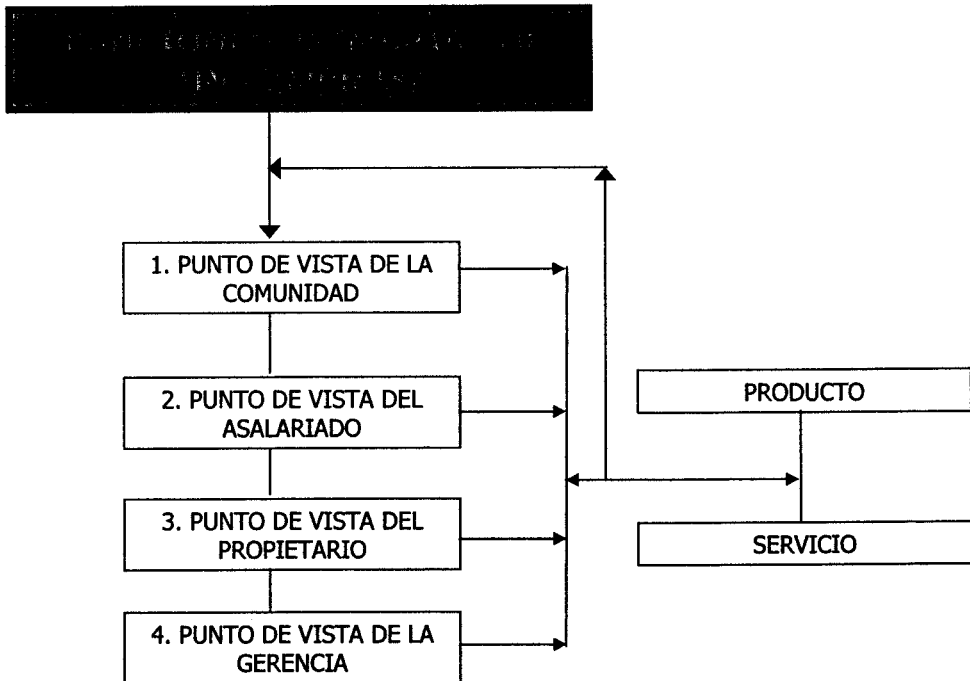 1. PUNTO DE VISTA DE LA
COMUNIDAD
2. PUNTO DE VISTA DEL
ASALARIADO
3. PUNTO DE VISTA DEL
PROPIETARIO
4. PUNTO DE VISTA DE LA
GERENCIA
PRODUCTO
SERVICIO